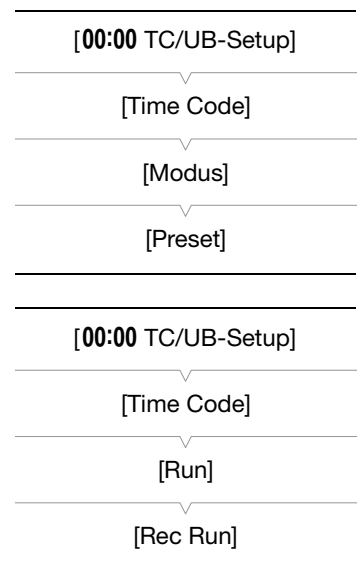 [00:00 TC/UB-Setup]
[Time Code]
[Modus]
[Preset]
[00:00 TC/UB-Setup]
[Time Code]
[Run]
[Rec Run]